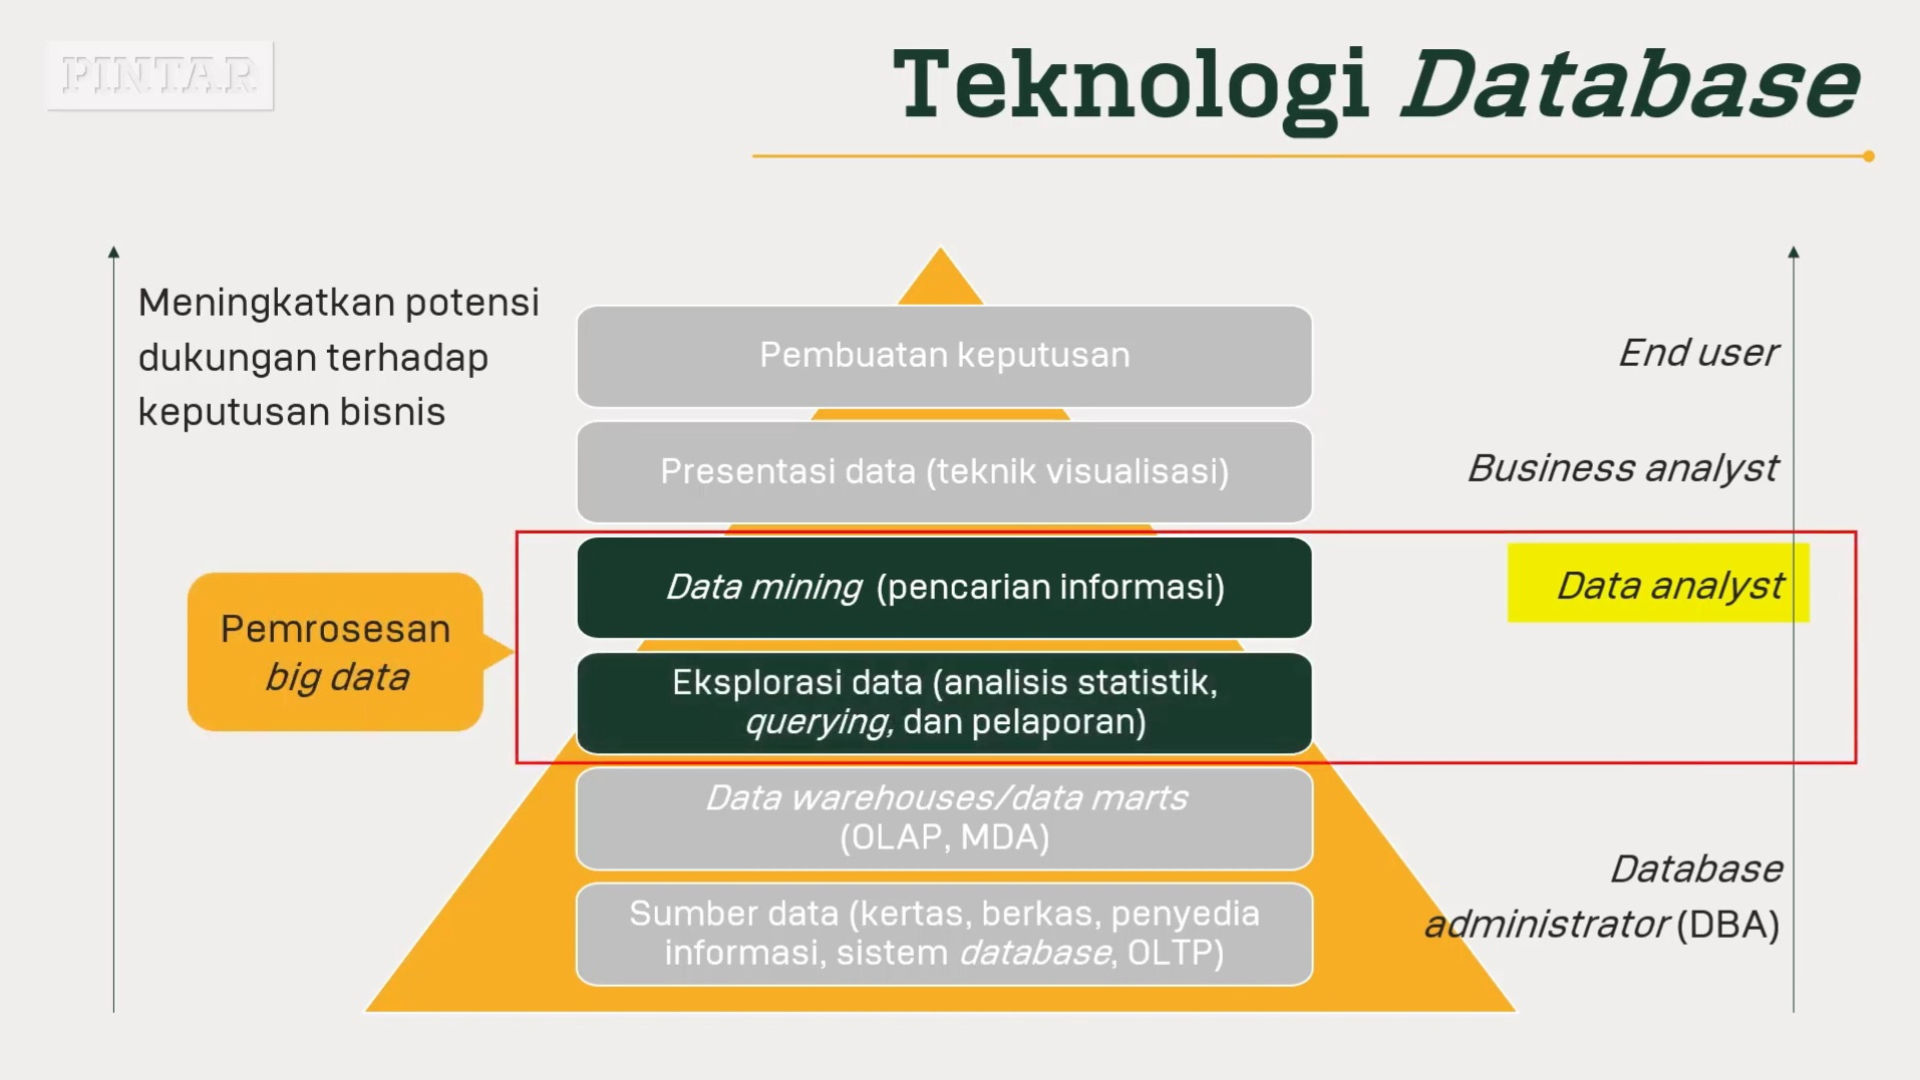 PINTAR
Teknologi Database
Meningkatkan potensi
dukungan terhadap
keputusan bisnis
Pembuatan keputusan
End user
Presentasi data (teknik visualisasi)
Business analyst
Data mining (pencarian informasi)
Data analyst
Pemrosesan
big data
Eksplorasi data (analisis statistik,
querying, dan pelaporan)
Data warehouses/data marts
(OLAP, MDA)
Sumber data (kertas, berkas, penyedia
informasi, sistem database, OLTP)
Database
administrator (DBA)